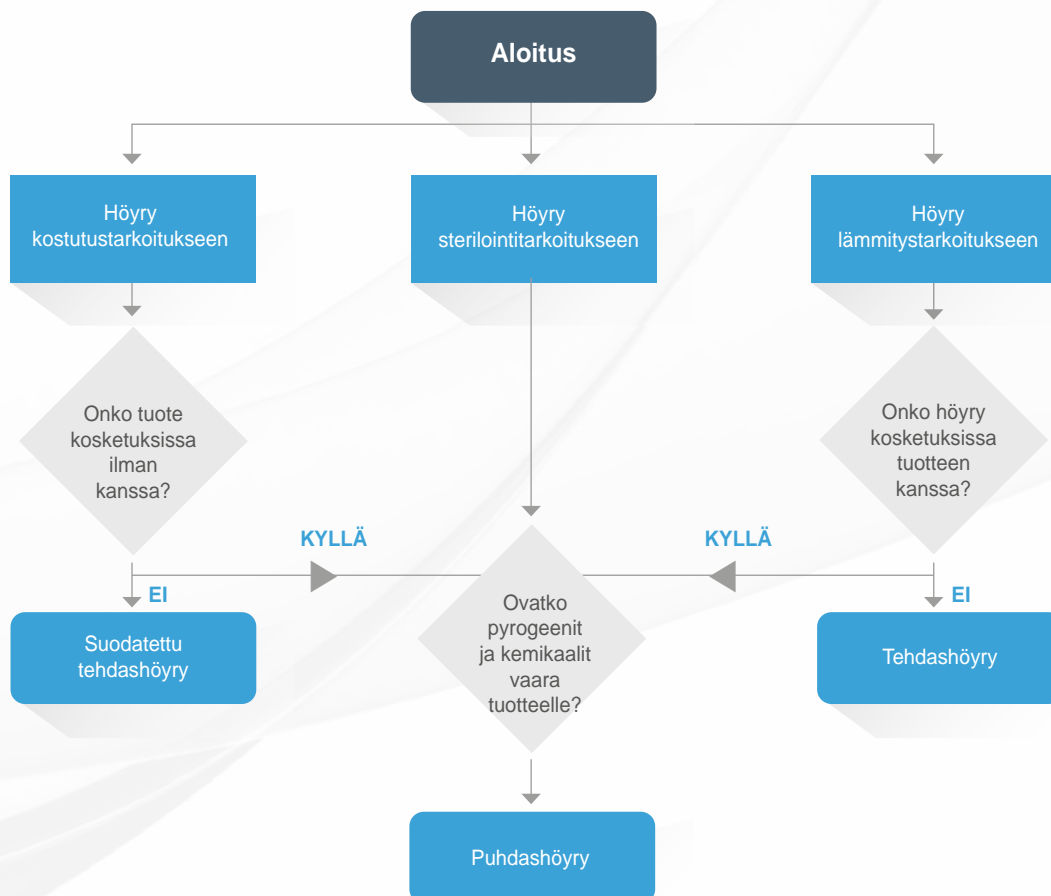 Aloitus
Höyry
kostutustarkoitukseen
Höyry
sterilointitarkoitukseen
Höyry
lämmitystarkoitukseen
Onko tuote
kosketuksissa
ilman
kanssa?
Onko höyry
kosketuksissa
tuotteen
kanssa?
KYLLÄ
KYLLÄ
EI
EI
Ovatko
pyrogeenit
ja kemikaalit
vaara
tuotteelle?
Suodatettu
tehdashöyry
Tehdashöyry
Puhdashöyry